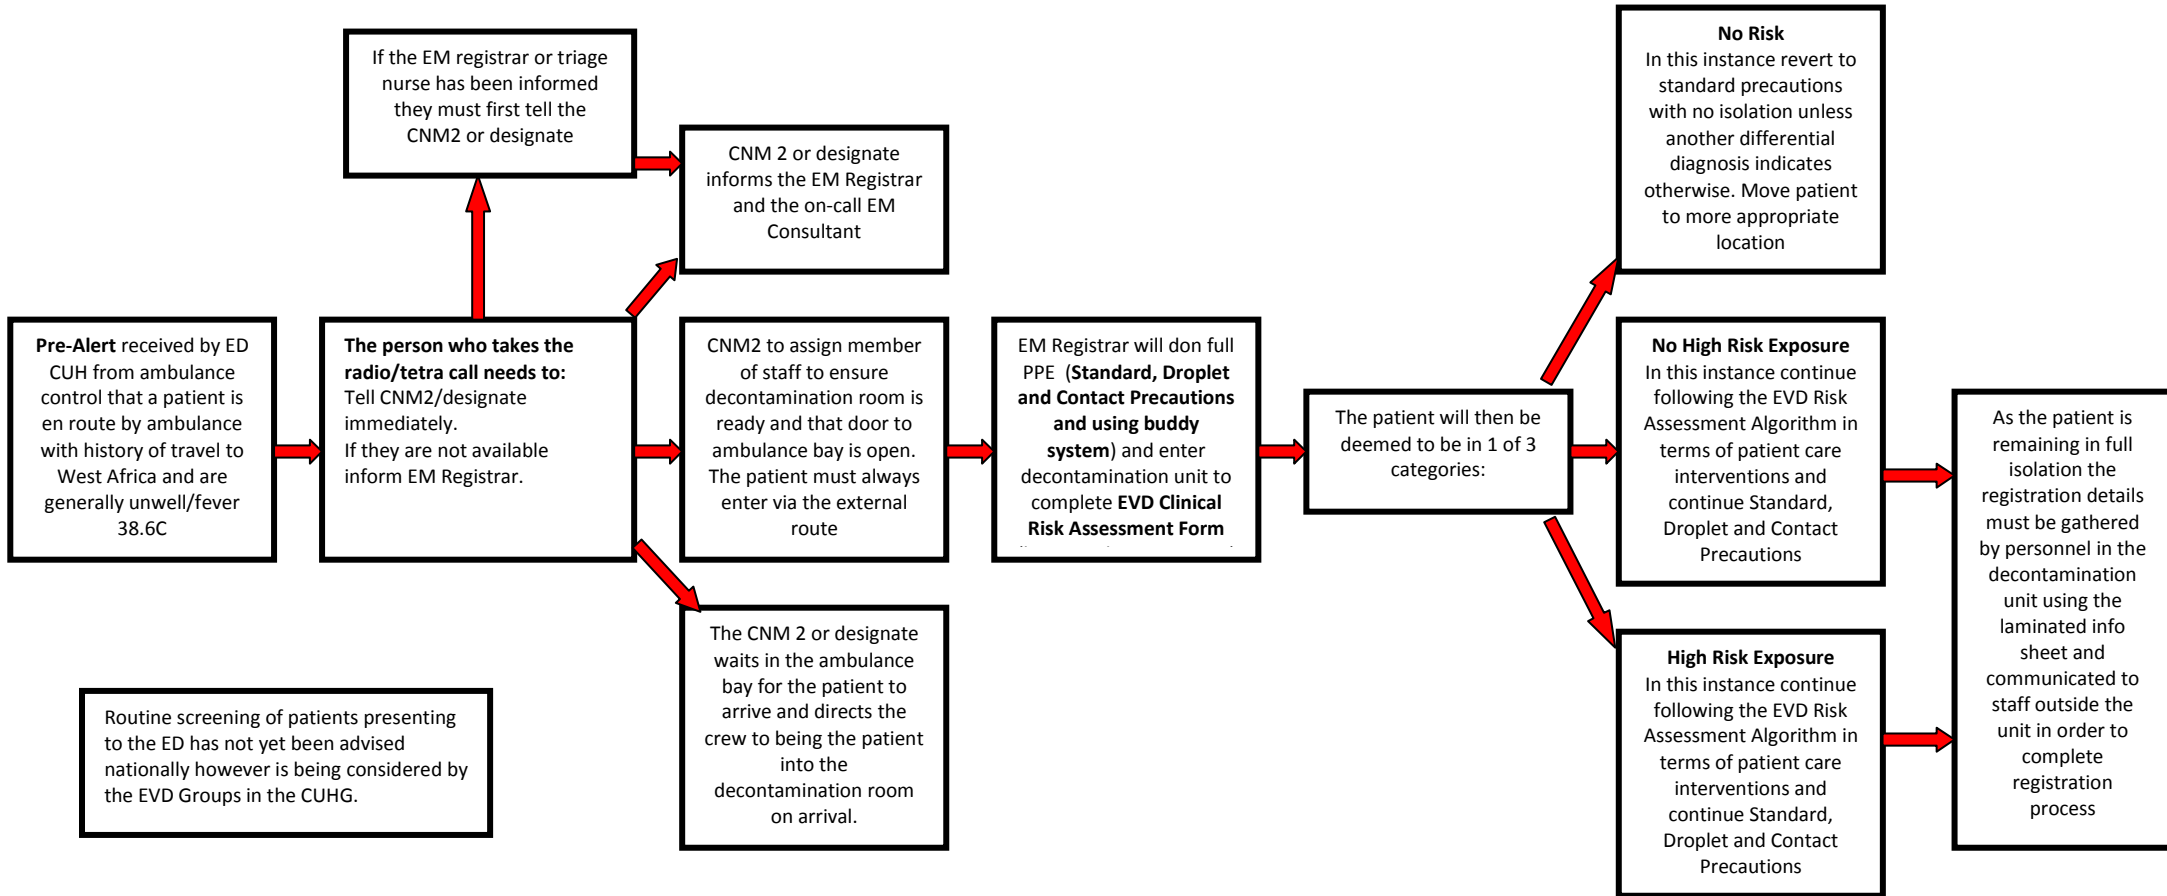 Pre-Alert received by ED
CUH from ambulance
control that a patient is
en route by ambulance
with history of travel to
West Africa and are
generally unwell/fever
38.6C
The person who takes the
radio/tetra call needs to:
Tell CNM2/designate
immediately.
If they are not available
inform EM Registrar.
If the EM registrar or triage
nurse has been informed
they must first tell the
CNM2 or designate
CNM 2 or designate
informs the EM Registrar
and the on-call EM
Consultant
CNM2 to assign member
of staff to ensure
decontamination room is
ready and that door to
ambulance bay is open.
The patient must always
enter via the external
route
The CNM 2 or designate
waits in the ambulance
bay for the patient to
arrive and directs the
crew to being the patient
into the
decontamination room
on arrival.
EM Registrar will don full
PPE (Standard, Droplet
and Contact Precautions
and using buddy
system) and enter
decontamination unit to
complete EVD Clinical
Risk Assessment Form
The patient will then be
deemed to be in 1 of 3
categories:
No Risk
In this instance revert to
standard precautions
with no isolation unless
another differential
diagnosis indicates
otherwise. Move patient
to more appropriate
location
No High Risk Exposure
In this instance continue
following the EVD Risk
Assessment Algorithm in
terms of patient care
interventions and
continue Standard,
Droplet and Contact
Precautions
High Risk Exposure
In this instance continue
following the EVD Risk
Assessment Algorithm in
terms of patient care
interventions and
continue Standard,
Droplet and Contact
Precautions
As the patient is
remaining in full
isolation the
registration details
must be gathered
by personnel in the
decontamination
unit using the
laminated info
sheet and
communicated to
staff outside the
unit in order to
complete
registration
process
Routine screening of patients presenting
to the ED has not yet been advised
nationally however is being considered by
the EVD Groups in the CUHG.